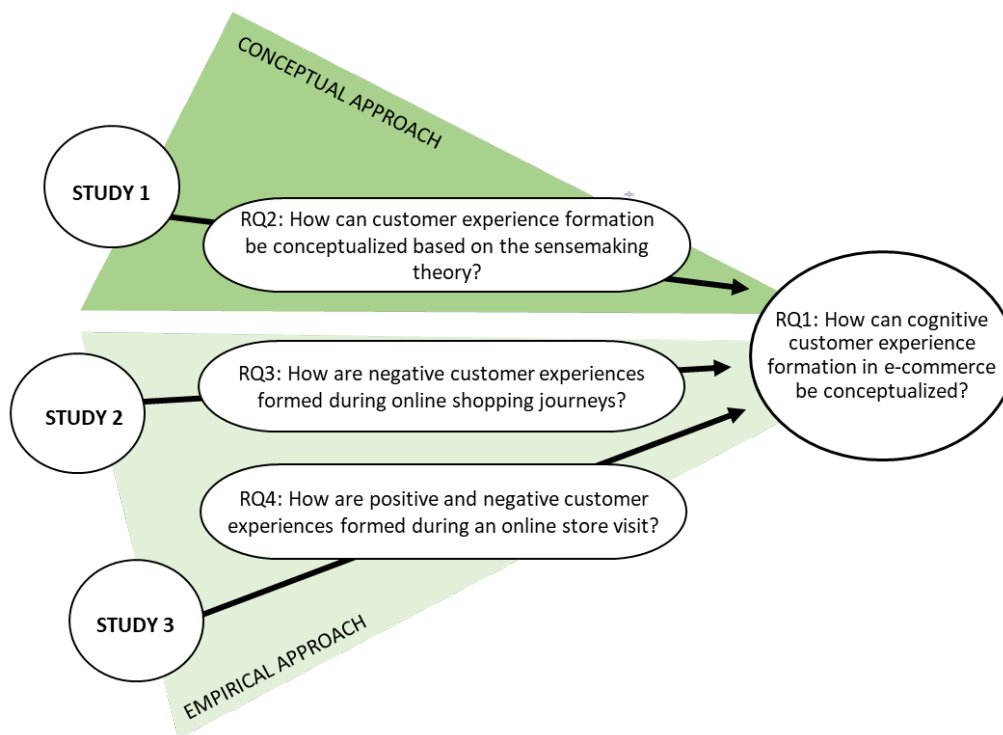 CONCEPTUAL APPROACH
STUDY 1
RQ2: How can customer experience formation
be conceptualized based on the sensemaking
theory?
RQ1: How can cognitive
customer experience
formation in e-commerce
be conceptualized?
STUDY 2
RQ3: How are negative customer experiences
formed during online shopping journeys?
RQ4: How are positive and negative customer
experiences formed during an online store visit?
STUDY 3
EMPIRICAL APPROACH